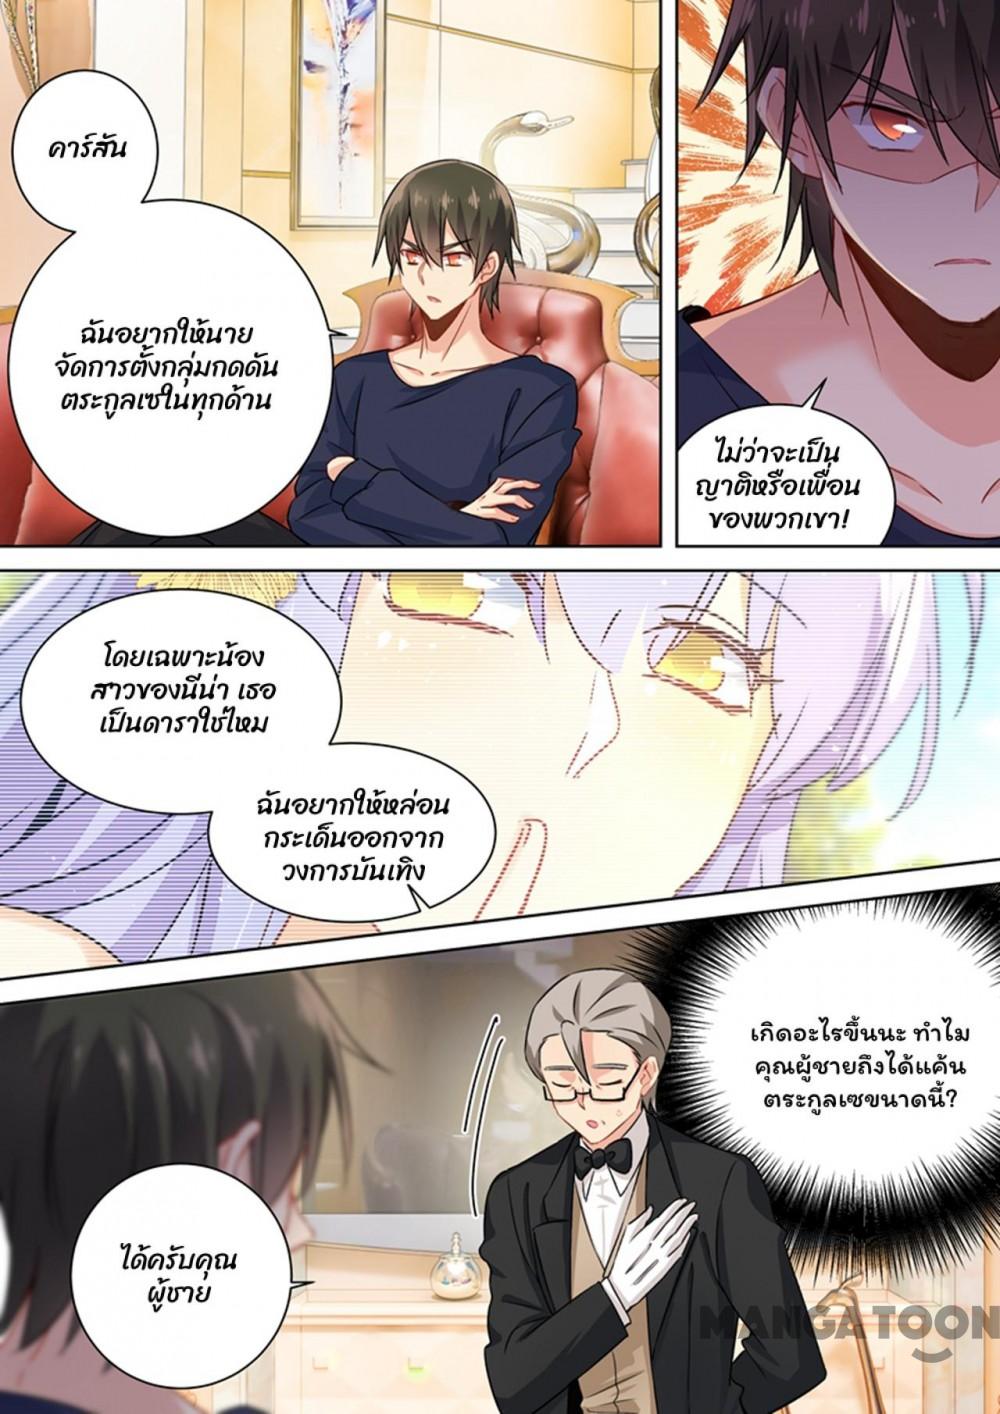 คาร์สัน
ฉันอยากให้นาย
จัดการตั้งกลุ่มกดดัน
ตระกูลเซในทุกด้าน
ไม่ว่าจะเป็น
ญาติหรือเพื่อน
ของพวกเขา!
โดยเฉพาะน้อง
สาวของนีน่า เธอ
เป็นดาราใช่ไหม
ฉันอยากให้หล่อน
กระเด็นออกจาก
วงการบันเทิง
เกิดอะไรขึ้นนะ ทำไม
คุณผู้ชายถึงได้แค้น
ตระกูลเซขนาดนี้?
ได้ครับคุณ
ผู้ชาย
MANGATOON